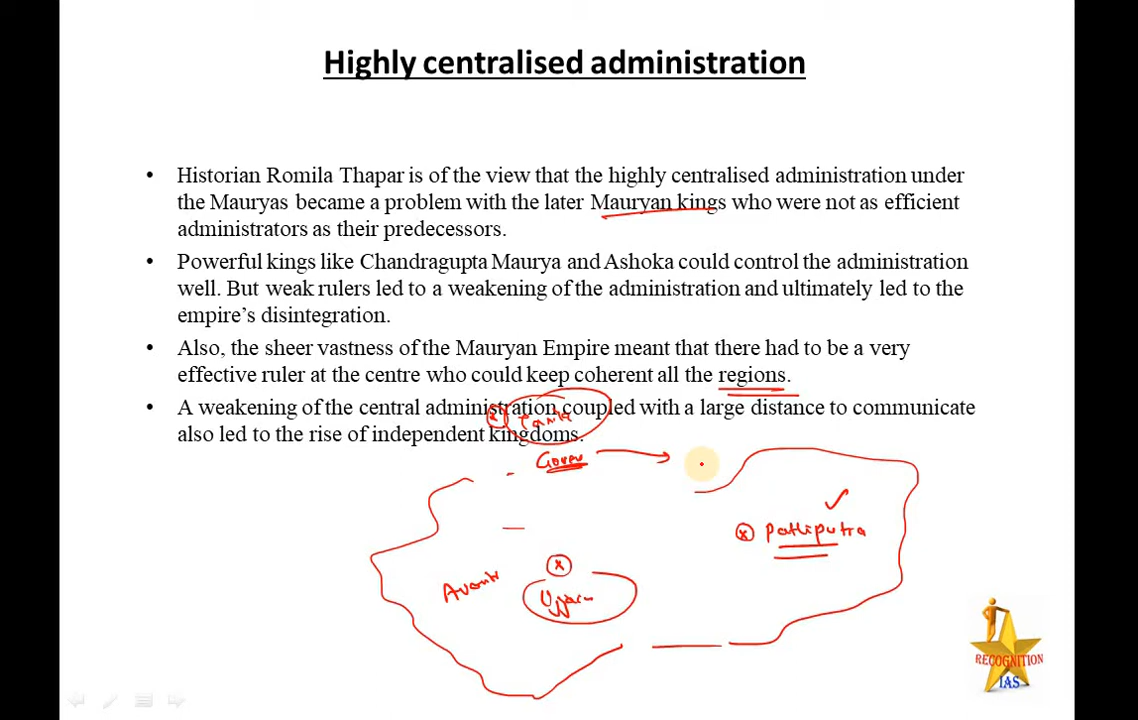 Highly centralised administration
• Historian Romila Thapar is of the view that the highly centralised administration under
the Mauryas became a problem with the later Mauryan kings who were not as efficient
administrators as their predecessors.
• Powerful kings like Chandragupta Maurya and Ashoka could control the administration
well. But weak rulers led to a weakening of the administration and ultimately led to the
empire's disintegration.
• Also, the sheer vastness of the Mauryan Empire meant that there had to be a very
effective ruler at the centre who could keep coherent all the regions.
• A weakening of the central administration coupled with a large distance to communicate
also led to the rise of independent kingdoms.
Patliputra
RECOGNITION
IAS